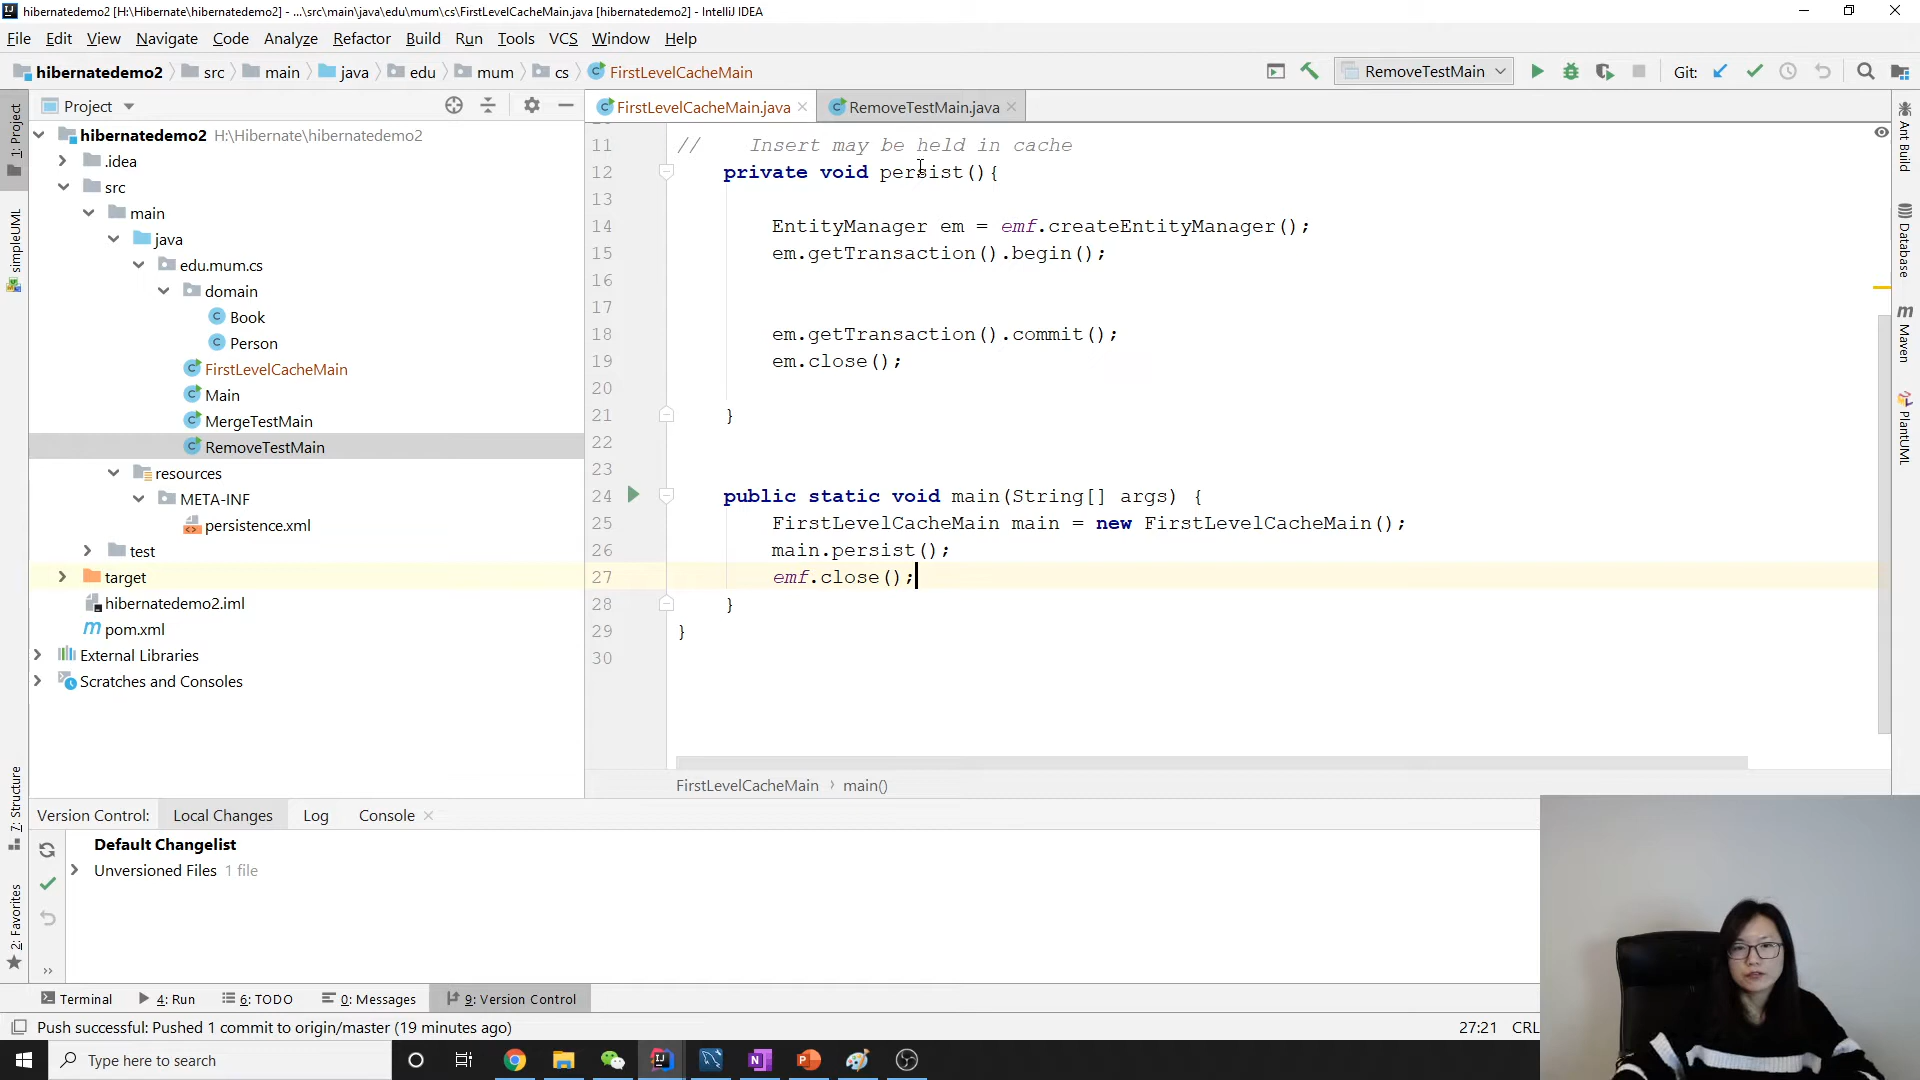 hibernatedemo2 [H:\Hibernate\hibernatedemo2] - ...\src\main\java\edu\mum\cs\FirstLevelCacheMain.java [hibernatedemo2] - IntelliJ IDEA
File Edit View Navigate Code Analyze Refactor Build Run Tools VCS Window Help
hibernatedemo2 src main java edu mum cs FirstLevelCacheMain RemoveTestMain Git:
Project FirstLevelCacheMain.java RemoveTestMain.java
1: Project
simpleUML
7: Structure
2: Favorites
hibernatedemo2 H:\Hibernate\hibernatedemo2
.idea
src
main
java
edu.mum.cs
domain
Book
Person
FirstLevelCacheMain
Main
MergeTestMain
RemoveTestMain
resources
META-INF
persistence.xml
test
target
hibernatedemo2.iml
pom.xml
External Libraries
Scratches and Consoles
11 // Insert may be held in cache
12 private void persist(){
13
14 EntityManager em = emf.createEntityManager();
15 em.getTransaction().begin();
16
17
18 em.getTransaction().commit();
19 em.close();
20
21 }
22
23
24 public static void main(String[] args) {
25 FirstLevelCacheMain main = new FirstLevelCacheMain();
26 main.persist();
27 emf.close();
28 }
29 }
30
FirstLevelCacheMain › main()
Ant Build
Database
Maven
PlantUML
Version Control: Local Changes Log Console
Default Changelist
Unversioned Files 1 file
Terminal 4: Run 6: TODO 0: Messages 9: Version Control
Push successful: Pushed 1 commit to origin/master (19 minutes ago) 27:21 CRL
Type here to search